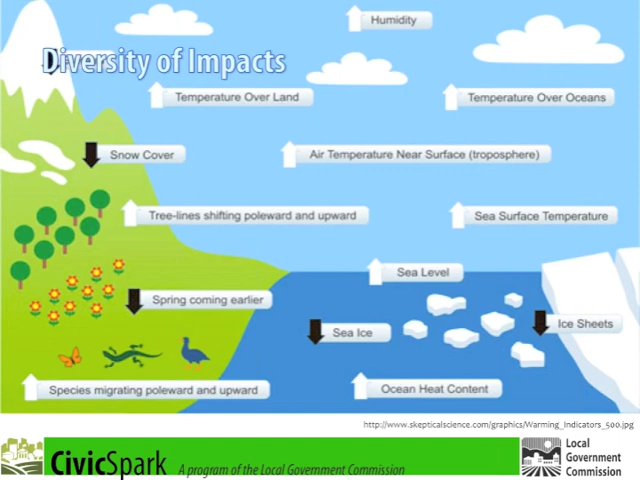 Humidity
Diversity of Impacts
Temperature Over Land
Temperature Over Oceans
Snow Cover
Air Temperature Near Surface (troposphere)
Tree-lines shifting poleward and upward
Sea Surface Temperature
Sea Level
Spring coming earlier
Sea Ice
Ice Sheets
Species migrating poleward and upward
Ocean Heat Content
http://www.skepticalscience.com/graphics/Warming_Indicators_500.jpg
CivicSpark A program of the Local Government Commission
Local
Government
Commission